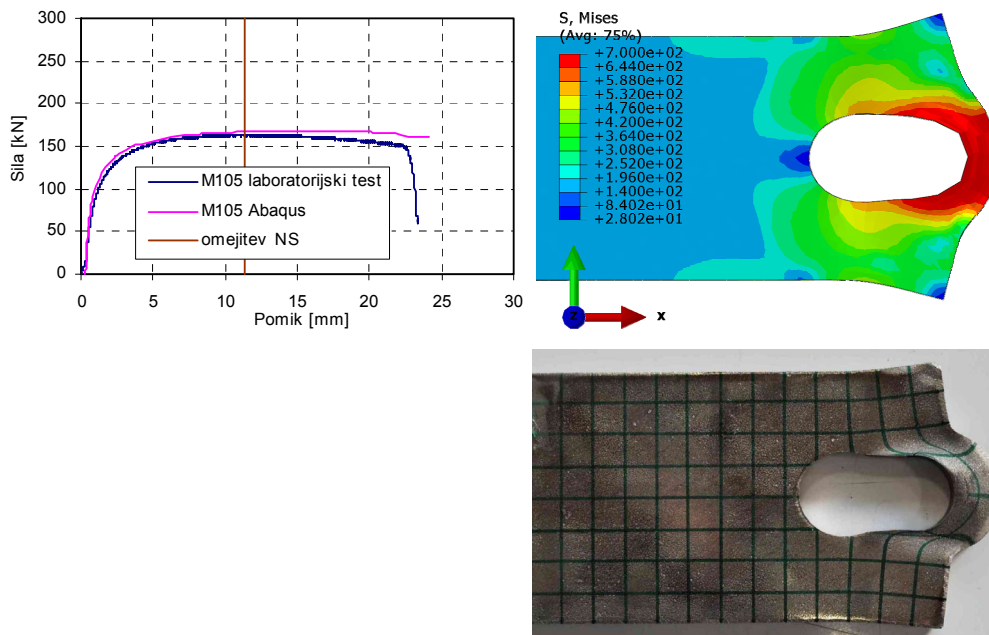 300
250
200
150
100
50
0
Sila [kN]
M105 laboratorijski test
M105 Abaqus
omejitev NS
0 5 10 15 20 25 30
Pomik [mm]
S, Mises
(Avg: 75%)
+7.000e+02
+6.440e+02
+5.880e+02
+5.320e+02
+4.760e+02
+4.200e+02
+3.640e+02
+3.080e+02
+2.520e+02
+1.960e+02
+1.400e+02
+8.402e+01
+2.802e+01
z x